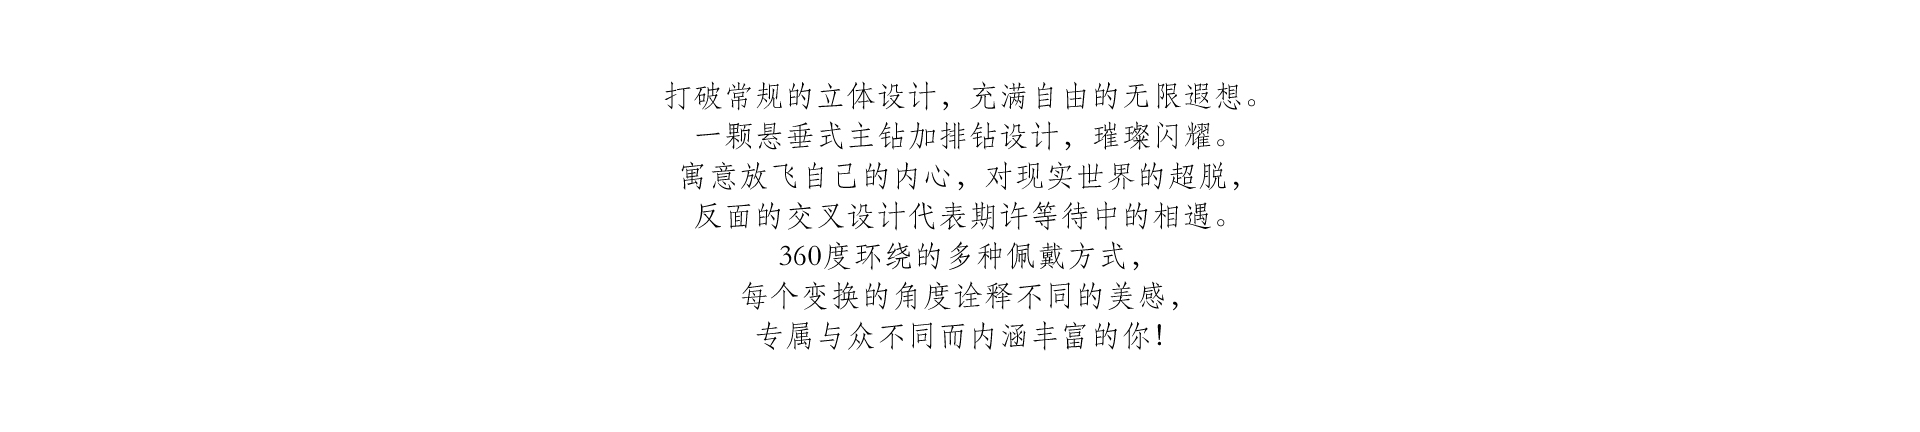 打破常规的立体设计，充满自由的无限遐想。
一颗悬垂式主钻加排钻设计，璀璨闪耀。
寓意放飞自己的内心，对现实世界的超脱，
反面的交叉设计代表期许等待中的相遇。
360度环绕的多种佩戴方式，
每个变换的角度诠释不同的美感，
专属与众不同而内涵丰富的你！